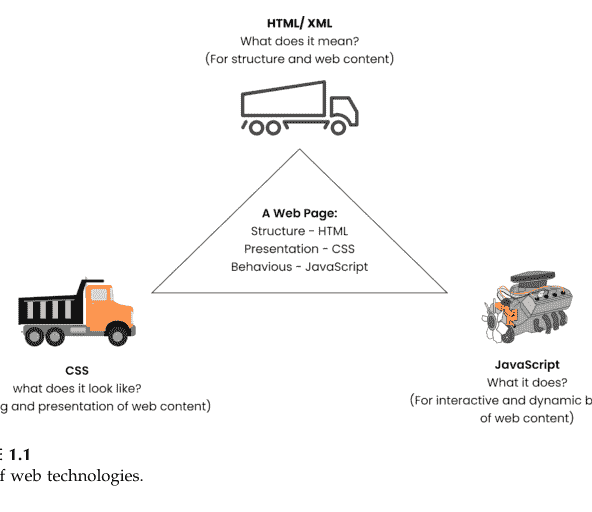 HTML/ XML
What does it mean?
(For structure and web content)
A Web Page:
Structure - HTML
Presentation - CSS
Behavious - JavaScript
CSS
what does it look like?
g and presentation of web content)
JavaScript
What it does?
(For interactive and dynamic b
of web content)
E 1.1
f web technologies.